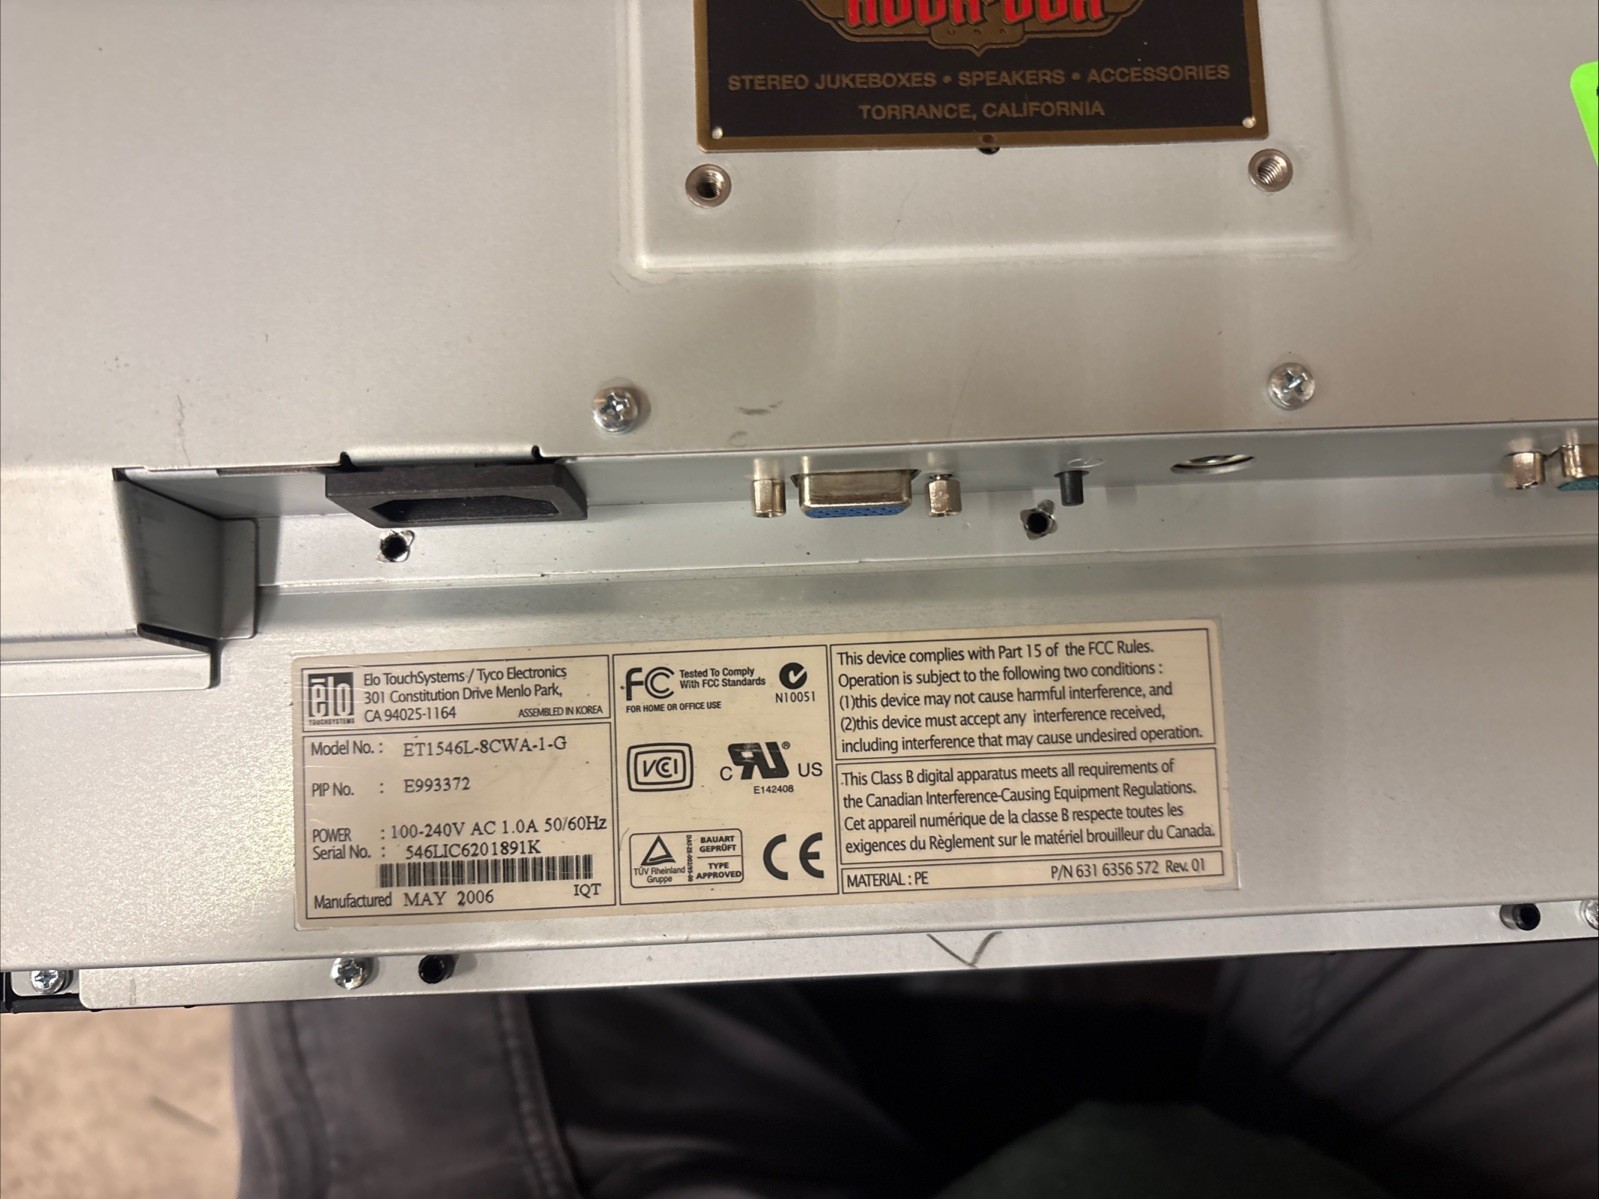 ROCK-OLA
STEREO JUKEBOXES • SPEAKERS • ACCESSORIES
TORRANCE, CALIFORNIA
elo
TOUCHSYSTEMS
Elo TouchSystems / Tyco Electronics
301 Constitution Drive Menlo Park,
CA 94025-1164
ASSEMBLED IN KOREA
Model No. : ET1546L-8CWA-1-G
PIP No. : E993372
POWER : 100-240V AC 1.0A 50/60Hz
Serial No. : 546LIC6201891K
IQT
Manufactured MAY 2006
FC Tested To Comply
With FCC Standards
FOR HOME OR OFFICE USE
N10051
VCI
C RU ® US
E142408
TÜV Rheinland
Gruppe
BAUART
GEPRÜFT
TYPE
APPROVED
CE
This device complies with Part 15 of the FCC Rules.
Operation is subject to the following two conditions :
(1)this device may not cause harmful interference, and
(2)this device must accept any interference received,
including interference that may cause undesired operation.
This Class B digital apparatus meets all requirements of
the Canadian Interference-Causing Equipment Regulations.
Cet appareil numérique de la classe B respecte toutes les
exigences du Règlement sur le matériel brouilleur du Canada.
MATERIAL : PE
P/N 631 6356 572 Rev. 01